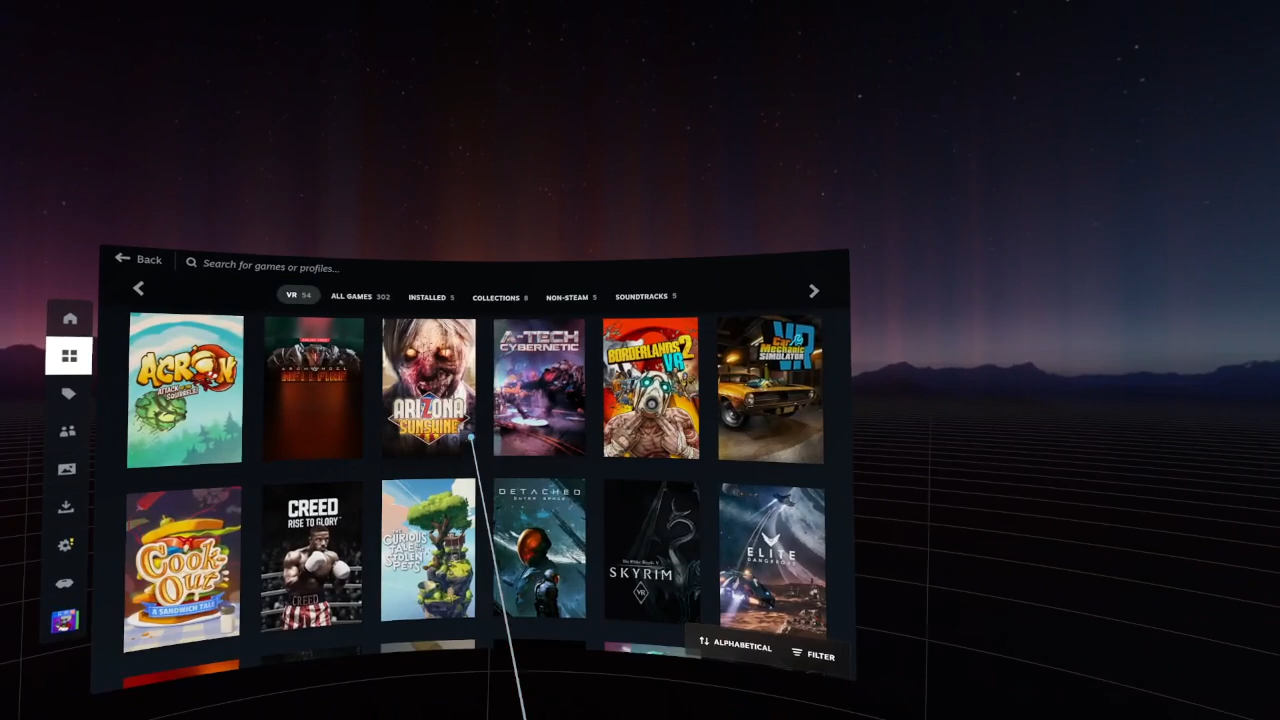 Back
Search for games or profiles...
VR 54
ALL GAMES 302
INSTALLED 5
COLLECTIONS 8
NON-STEAM 5
SOUNDTRACKS 5
ACRON
ATTACK OF THE
SQUIRRELS!
ARCHANGEL
HELLFIRE
ARIZONA
SUNSHINE
A-TECH
CYBERNETIC
BORDERLANDS 2
VR
VR
Car
Mechanic
SIMULATOR
Cook-
Out
A SANDWICH TALE
CREED
RISE TO GLORY
CREED
THE
CURIOUS
TALE OF THE
STOLEN
PETS
DETACHED
SKYRIM
VR
ELITE
DANGEROUS
ALPHABETICAL
FILTER